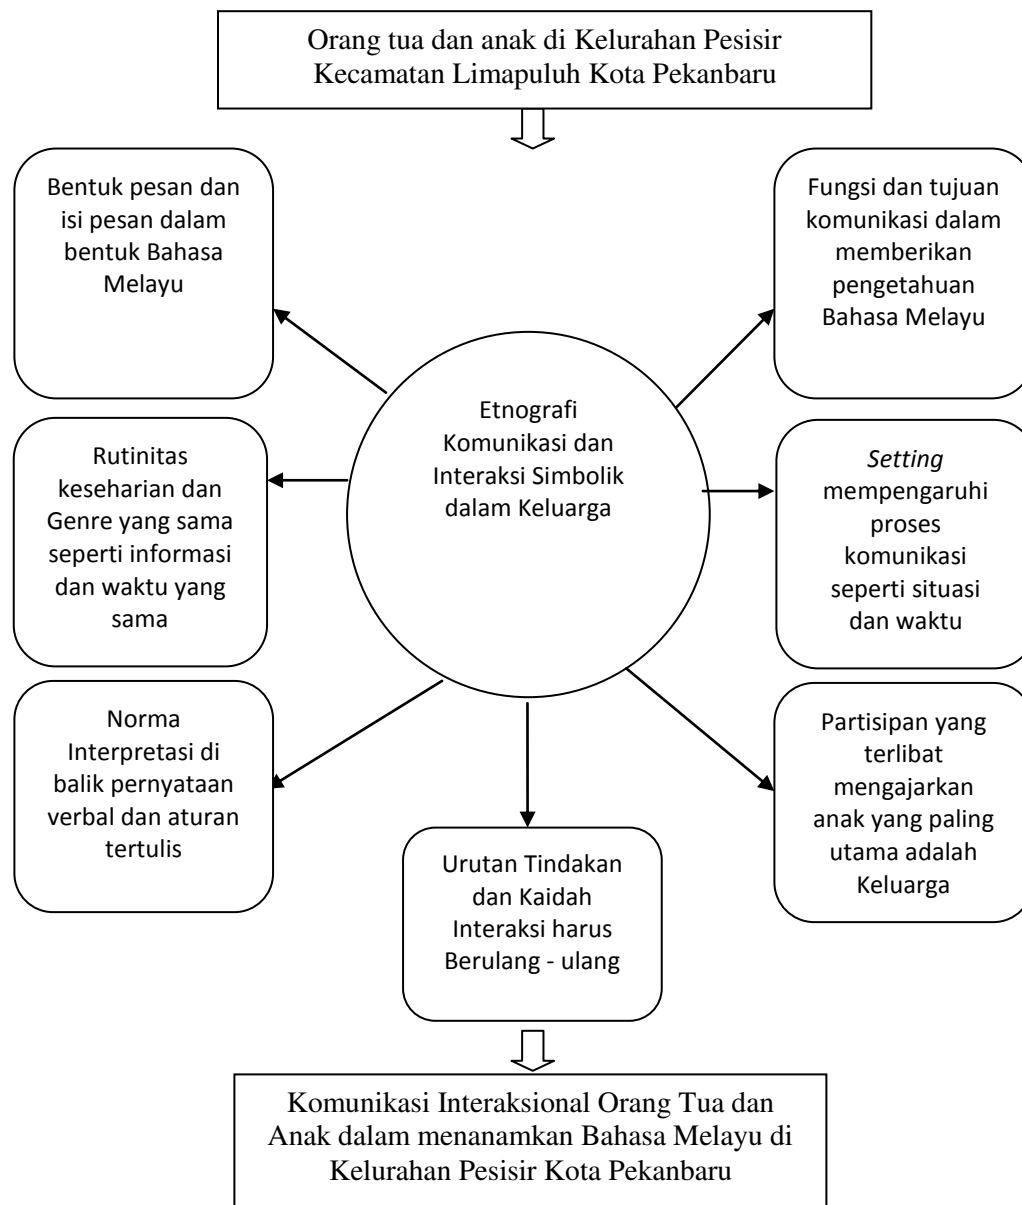 Orang tua dan anak di Kelurahan Pesisir
Kecamatan Limapuluh Kota Pekanbaru
Bentuk pesan dan
isi pesan dalam
bentuk Bahasa
Melayu
Fungsi dan tujuan
komunikasi dalam
memberikan
pengetahuan
Bahasa Melayu
Etnografi
Komunikasi dan
Interaksi Simbolik
dalam Keluarga
Rutinitas
keseharian dan
Genre yang sama
seperti informasi
dan waktu yang
sama
Setting
mempengaruhi
proses
komunikasi
seperti situasi
dan waktu
Norma
Interpretasi di
balik pernyataan
verbal dan aturan
tertulis
Partisipan yang
terlibat
mengajarkan
anak yang paling
utama adalah
Keluarga
Urutan Tindakan
dan Kaidah
Interaksi harus
Berulang - ulang
Komunikasi Interaksional Orang Tua dan
Anak dalam menanamkan Bahasa Melayu di
Kelurahan Pesisir Kota Pekanbaru